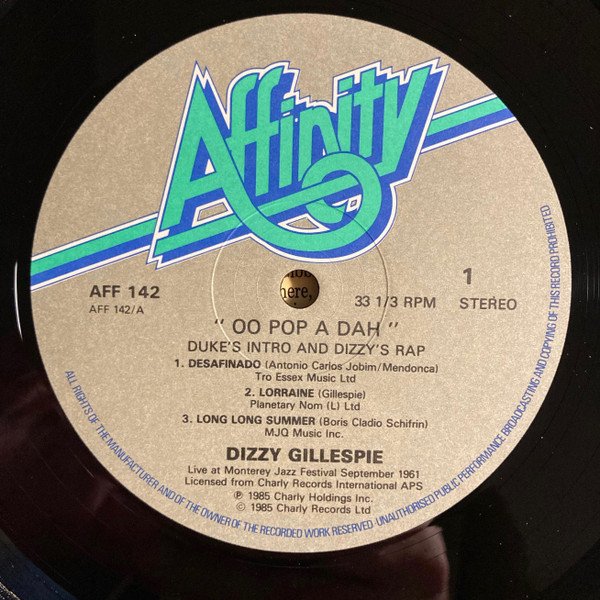 Affinity
AFF 142
AFF 142/A
here,
33 1/3 RPM
1
STEREO
" OO POP A DAH "
DUKE'S INTRO AND DIZZY'S RAP
1. DESAFINADO (Antonio Carlos Jobim/Mendonca)
Tro Essex Music Ltd
2. LORRAINE (Gillespie)
Planetary Nom (L) Ltd
3. LONG LONG SUMMER (Boris Cladio Schifrin)
MJQ Music Inc.
DIZZY GILLESPIE
Live at Monterey Jazz Festival September 1961
Licensed from Charly Records International APS
℗ 1985 Charly Holdings Inc.
© 1985 Charly Records Ltd
ALL RIGHTS OF THE MANUFACTURER AND OF THE OWNER OF THE RECORDED WORK RESERVED · UNAUTHORISED PUBLIC PERFORMANCE BROADCASTING AND COPYING OF THIS RECORD PROHIBITED